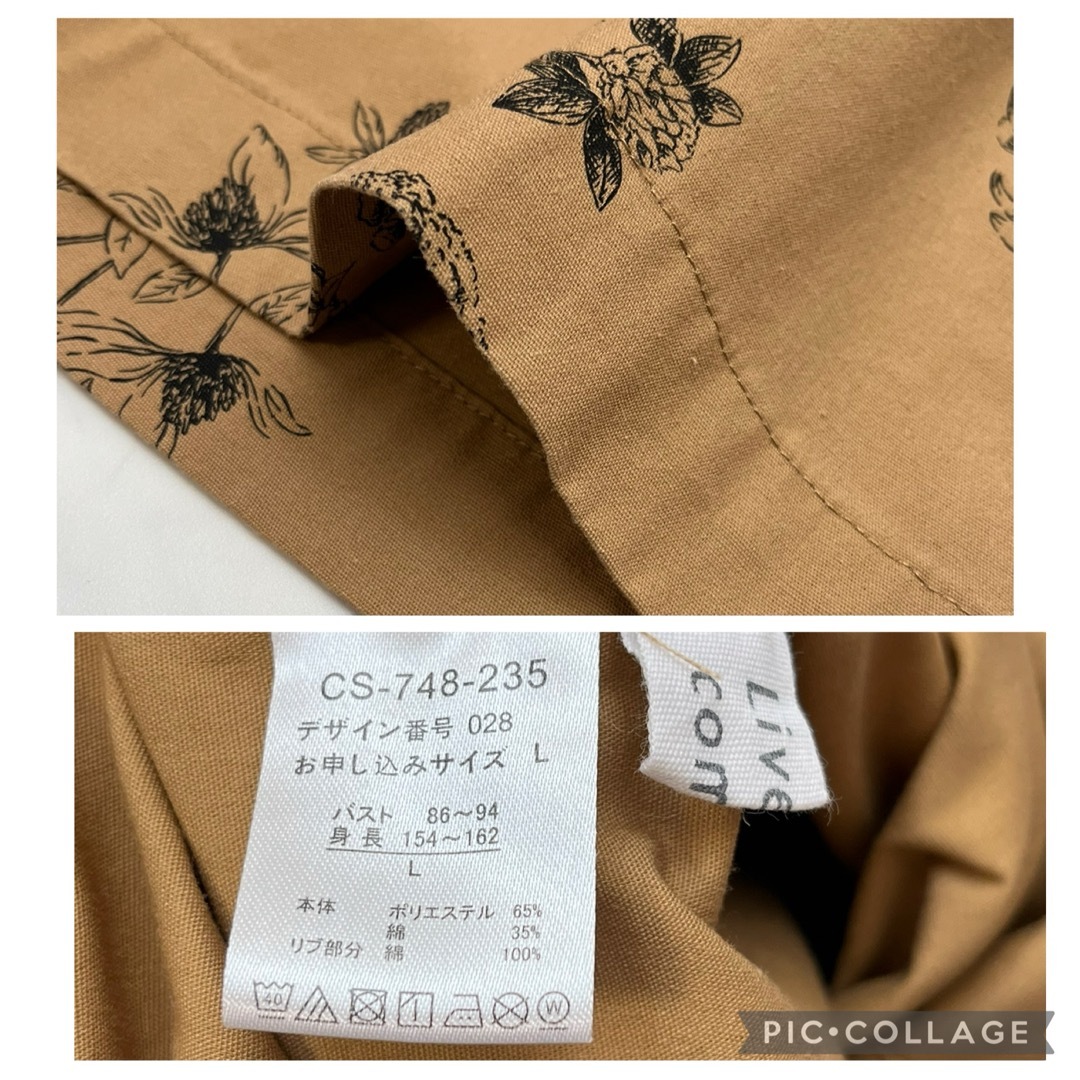 CS-748-235
デザイン番号 028
お申し込みサイズ L
バスト 86～94
身長 154～162
L
本体 ポリエステル 65%
綿 35%
リブ部分 綿 100%
40
1
W
Live
com
PIC•COLLAGE